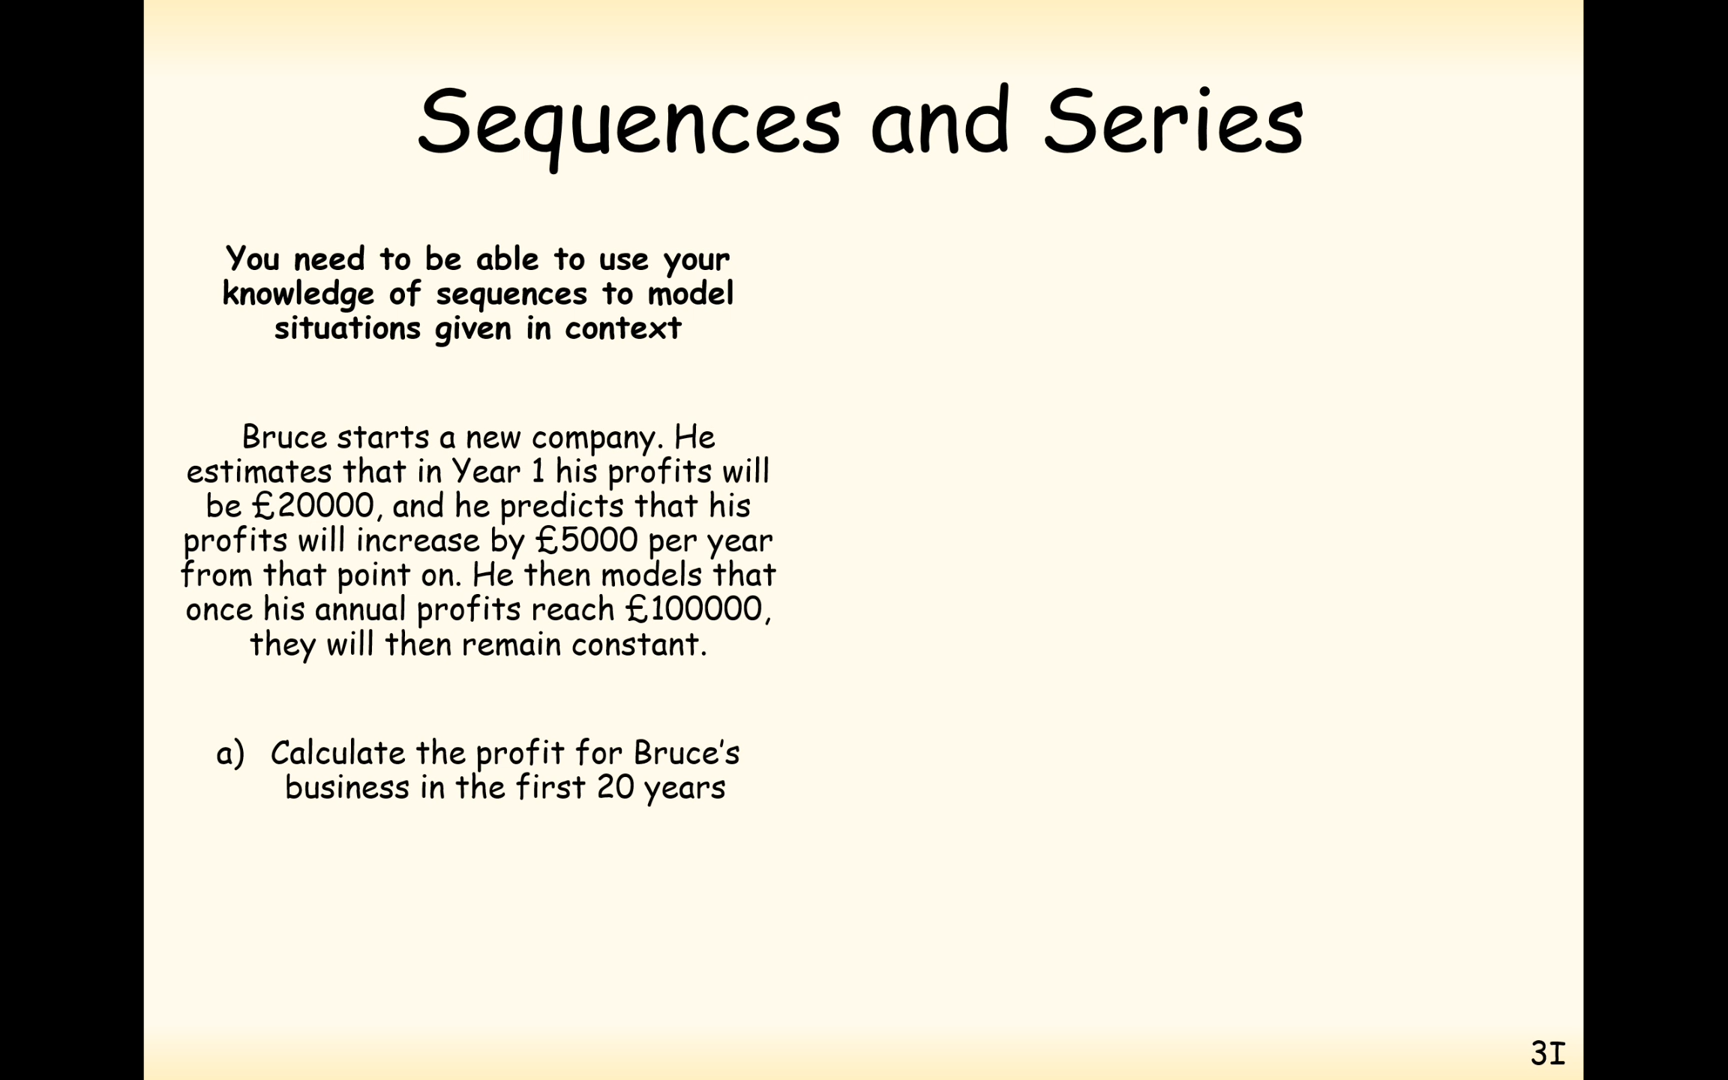 Sequences and Series
You need to be able to use your
knowledge of sequences to model
situations given in context
Bruce starts a new company. He
estimates that in Year 1 his profits will
be £20000, and he predicts that his
profits will increase by £5000 per year
from that point on. He then models that
once his annual profits reach £100000,
they will then remain constant.
a) Calculate the profit for Bruce’s
business in the first 20 years
3I